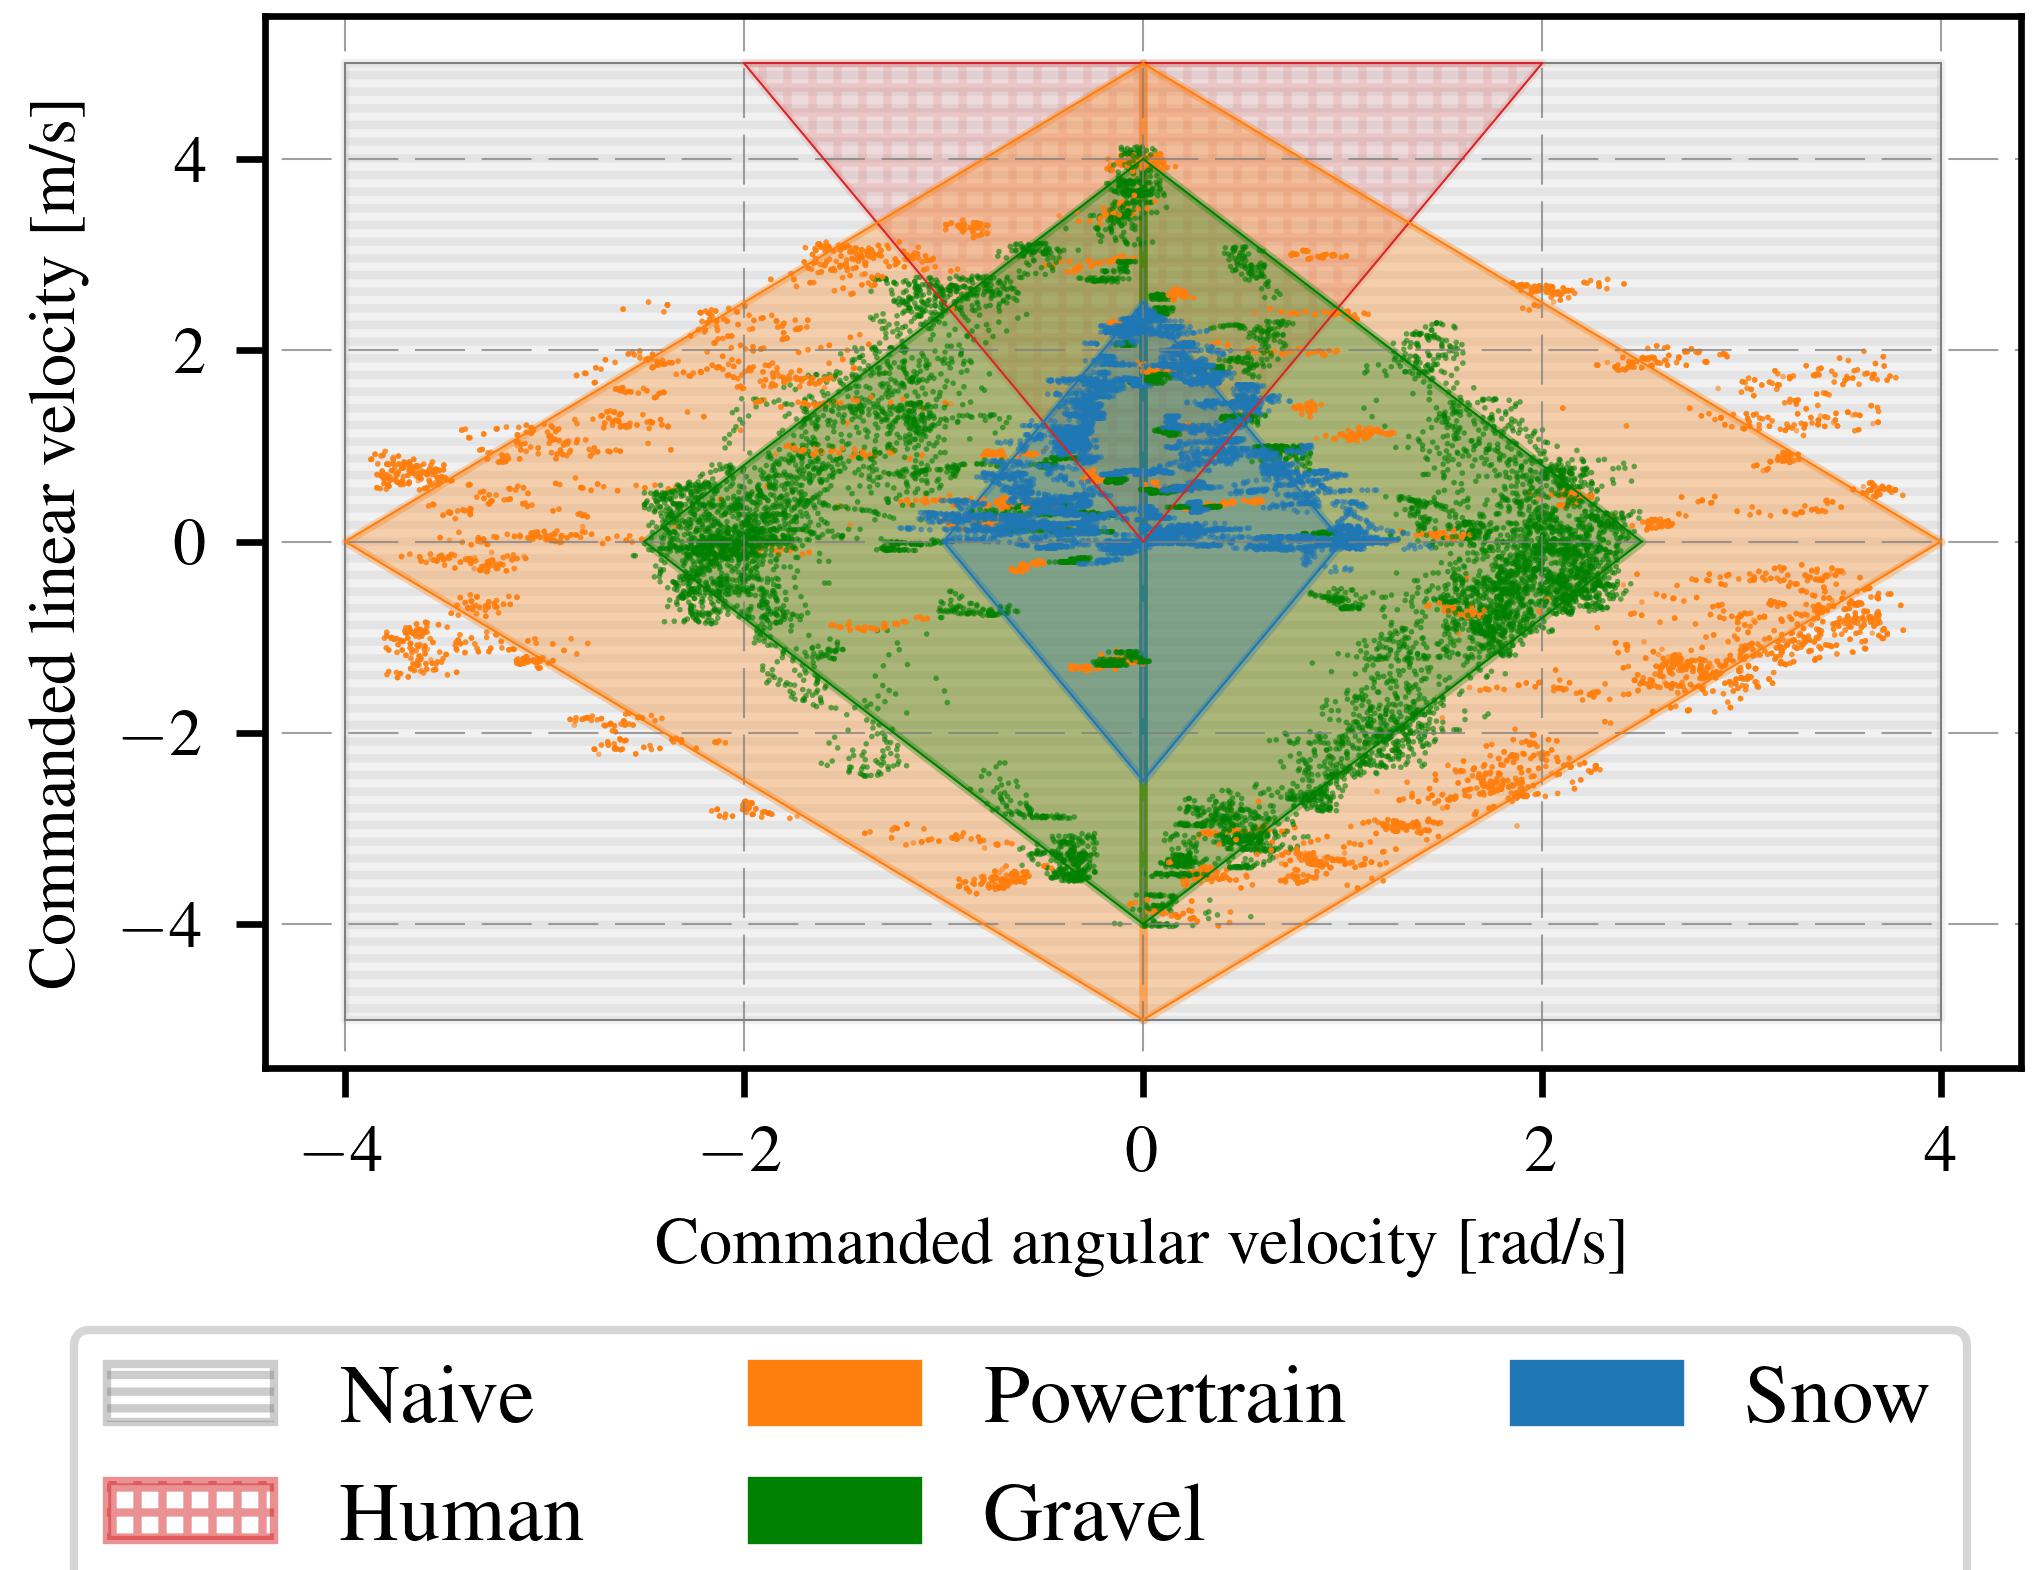 Commanded linear velocity [m/s]
4
2
0
−2
−4
−4 −2 0 2 4
Commanded angular velocity [rad/s]
Naive Powertrain Snow
Human Gravel